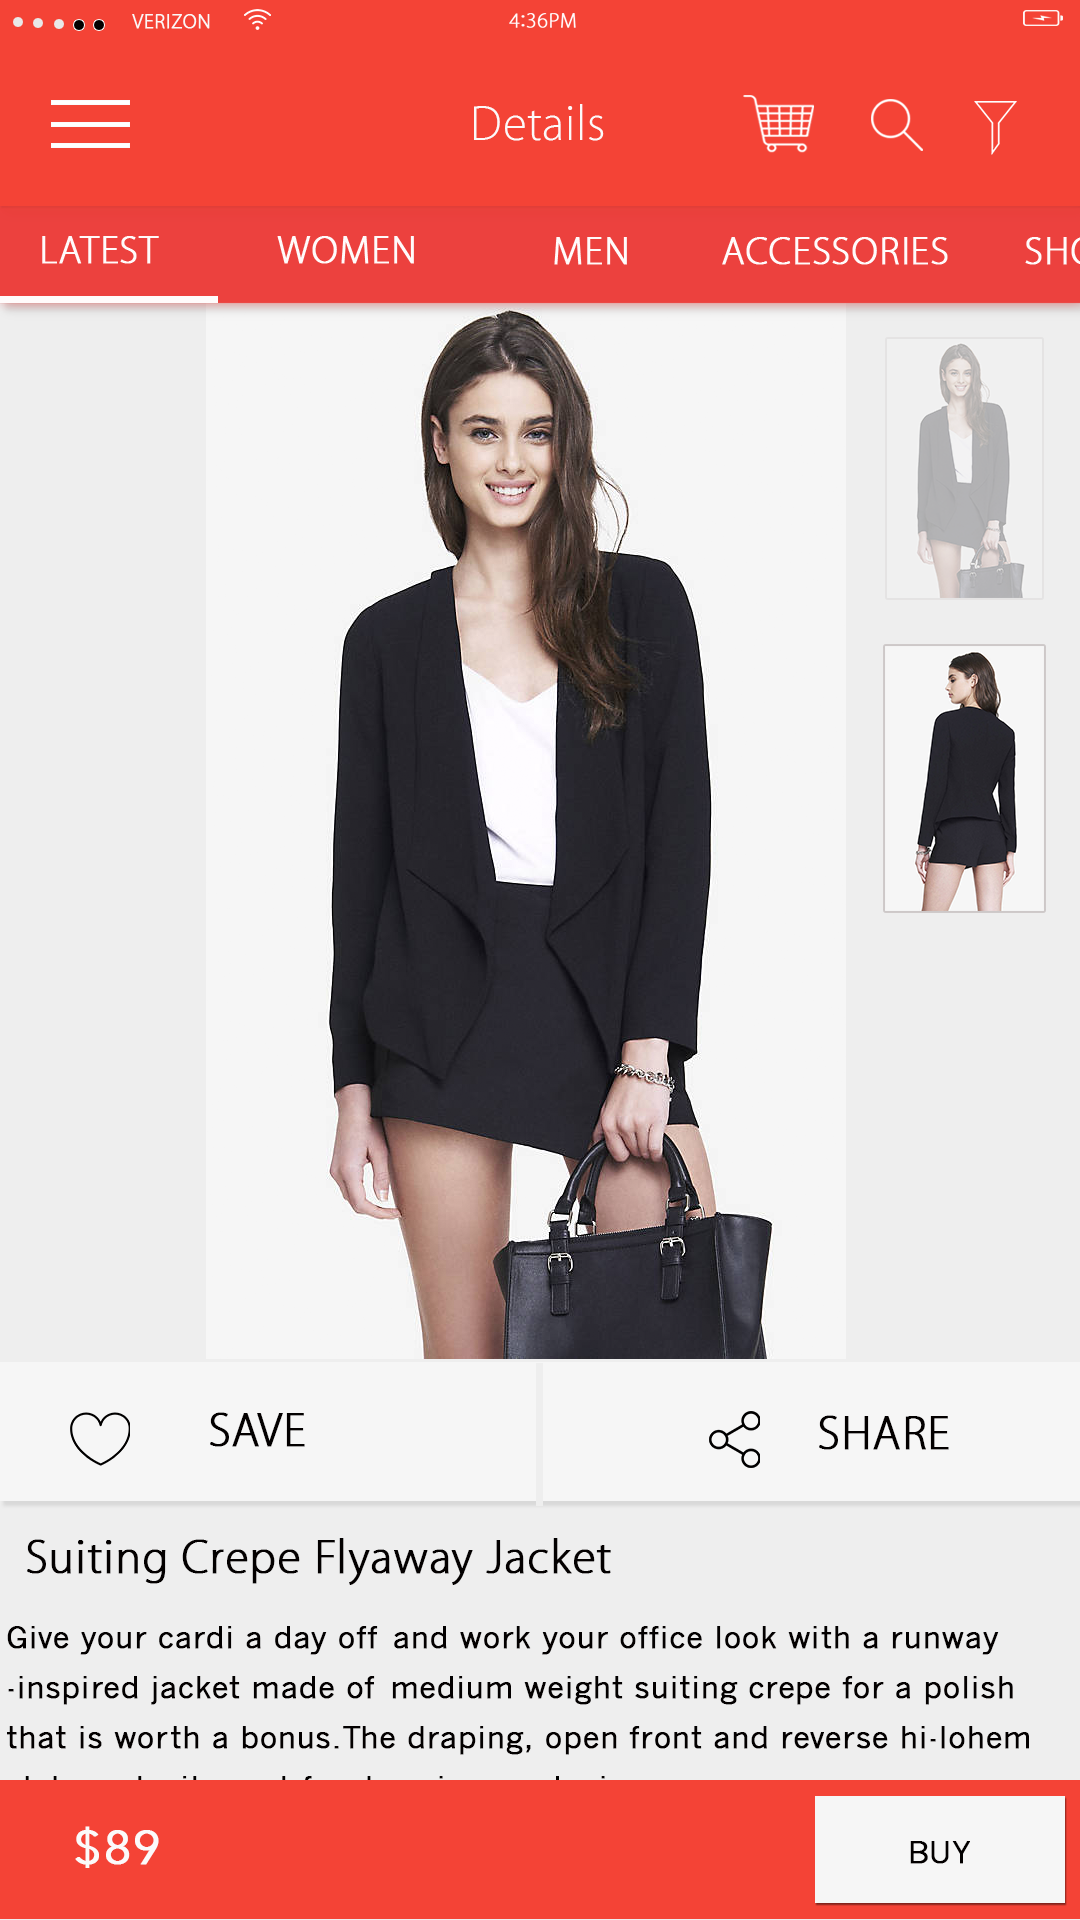 VERIZON 4:36PM
Details
LATEST WOMEN MEN ACCESSORIES SHO
SAVE SHARE
Suiting Crepe Flyaway Jacket
Give your cardi a day off and work your office look with a runway
-inspired jacket made of medium weight suiting crepe for a polish
that is worth a bonus.The draping, open front and reverse hi-lohem
$89 BUY